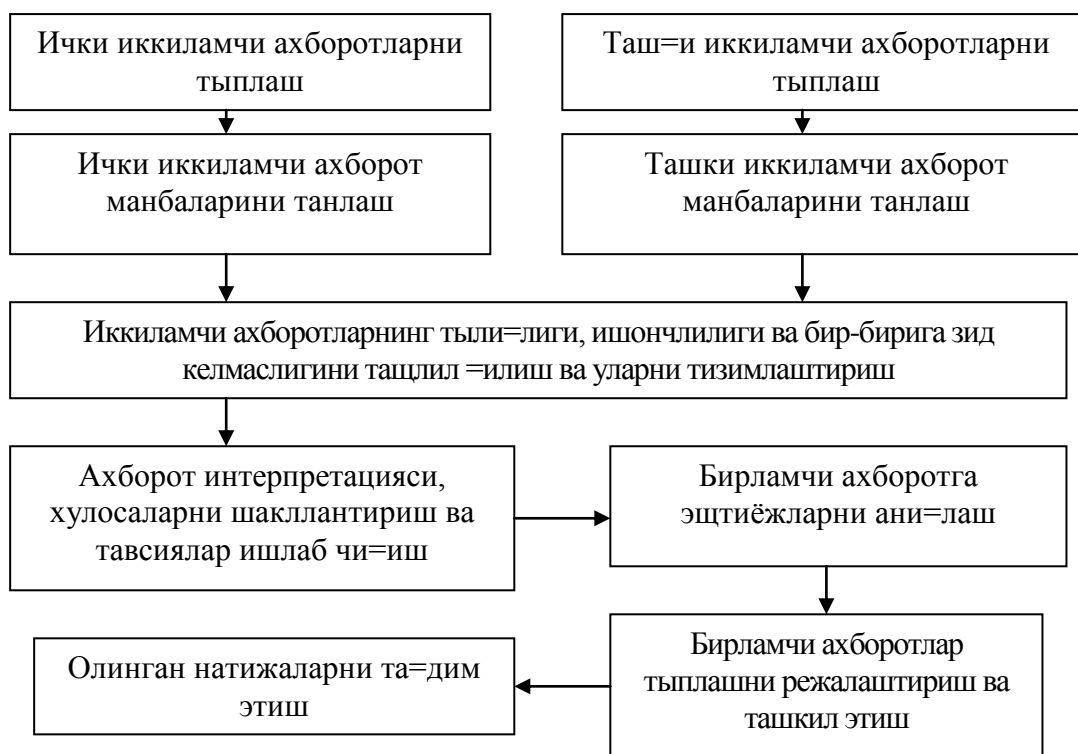 Ички иккиламчи ахборотларни
тыплаш
Таш=и иккиламчи ахборотларни
тыплаш
Ички иккиламчи ахборот
манбаларини танлаш
Ташки иккиламчи ахборот
манбаларини танлаш
Иккиламчи ахборотларнинг тыли=лиги, ишончлилиги ва бир-бирига зид
келмаслигини тащлил =илиш ва уларни тизимлаштириш
Ахборот интерпретацияси,
хулосаларни шакллантириш ва
тавсиялар ишлаб чи=иш
Бирламчи ахборотга
эщтиёжларни ани=лаш
Олинган натижаларни та=дим
этиш
Бирламчи ахборотлар
тыплашни режалаштириш ва
ташкил этиш